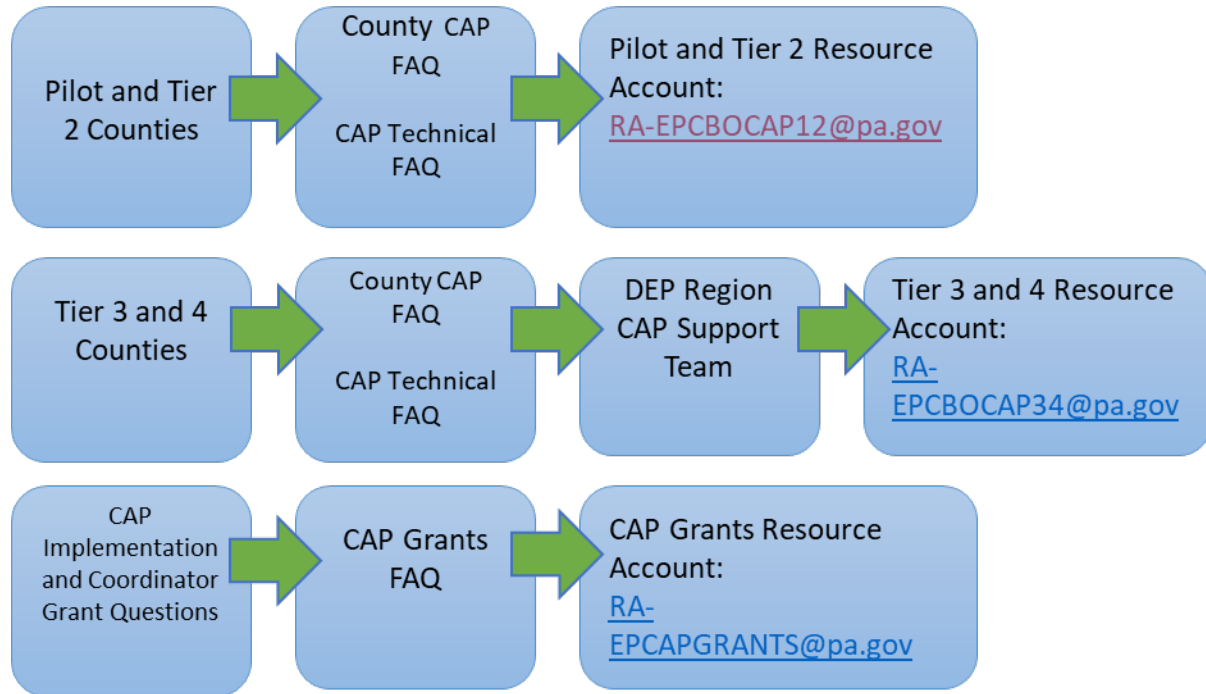 Pilot and Tier
2 Counties
County CAP
FAQ
CAP Technical
FAQ
Pilot and Tier 2 Resource
Account:
RA-EPCBOCAP12@pa.gov
Tier 3 and 4
Counties
County CAP
FAQ
CAP Technical
FAQ
DEP Region
CAP Support
Team
Tier 3 and 4 Resource
Account:
RA-
EPCBOCAP34@pa.gov
CAP
Implementation
and Coordinator
Grant Questions
CAP Grants
FAQ
CAP Grants Resource
Account:
RA-
EPCAPGRANTS@pa.gov